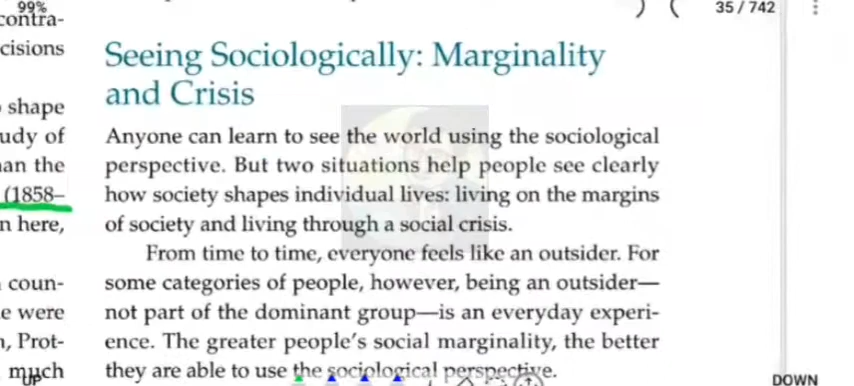 99%
35 / 742
contra-
cisions
shape
udy of
an the
(1858–
n here,
coun-
e were
, Prot-
much
UP
Seeing Sociologically: Marginality
and Crisis
Anyone can learn to see the world using the sociological
perspective. But two situations help people see clearly
how society shapes individual lives: living on the margins
of society and living through a social crisis.
From time to time, everyone feels like an outsider. For
some categories of people, however, being an outsider—
not part of the dominant group—is an everyday experi-
ence. The greater people's social marginality, the better
they are able to use the sociological perspective.
DOWN